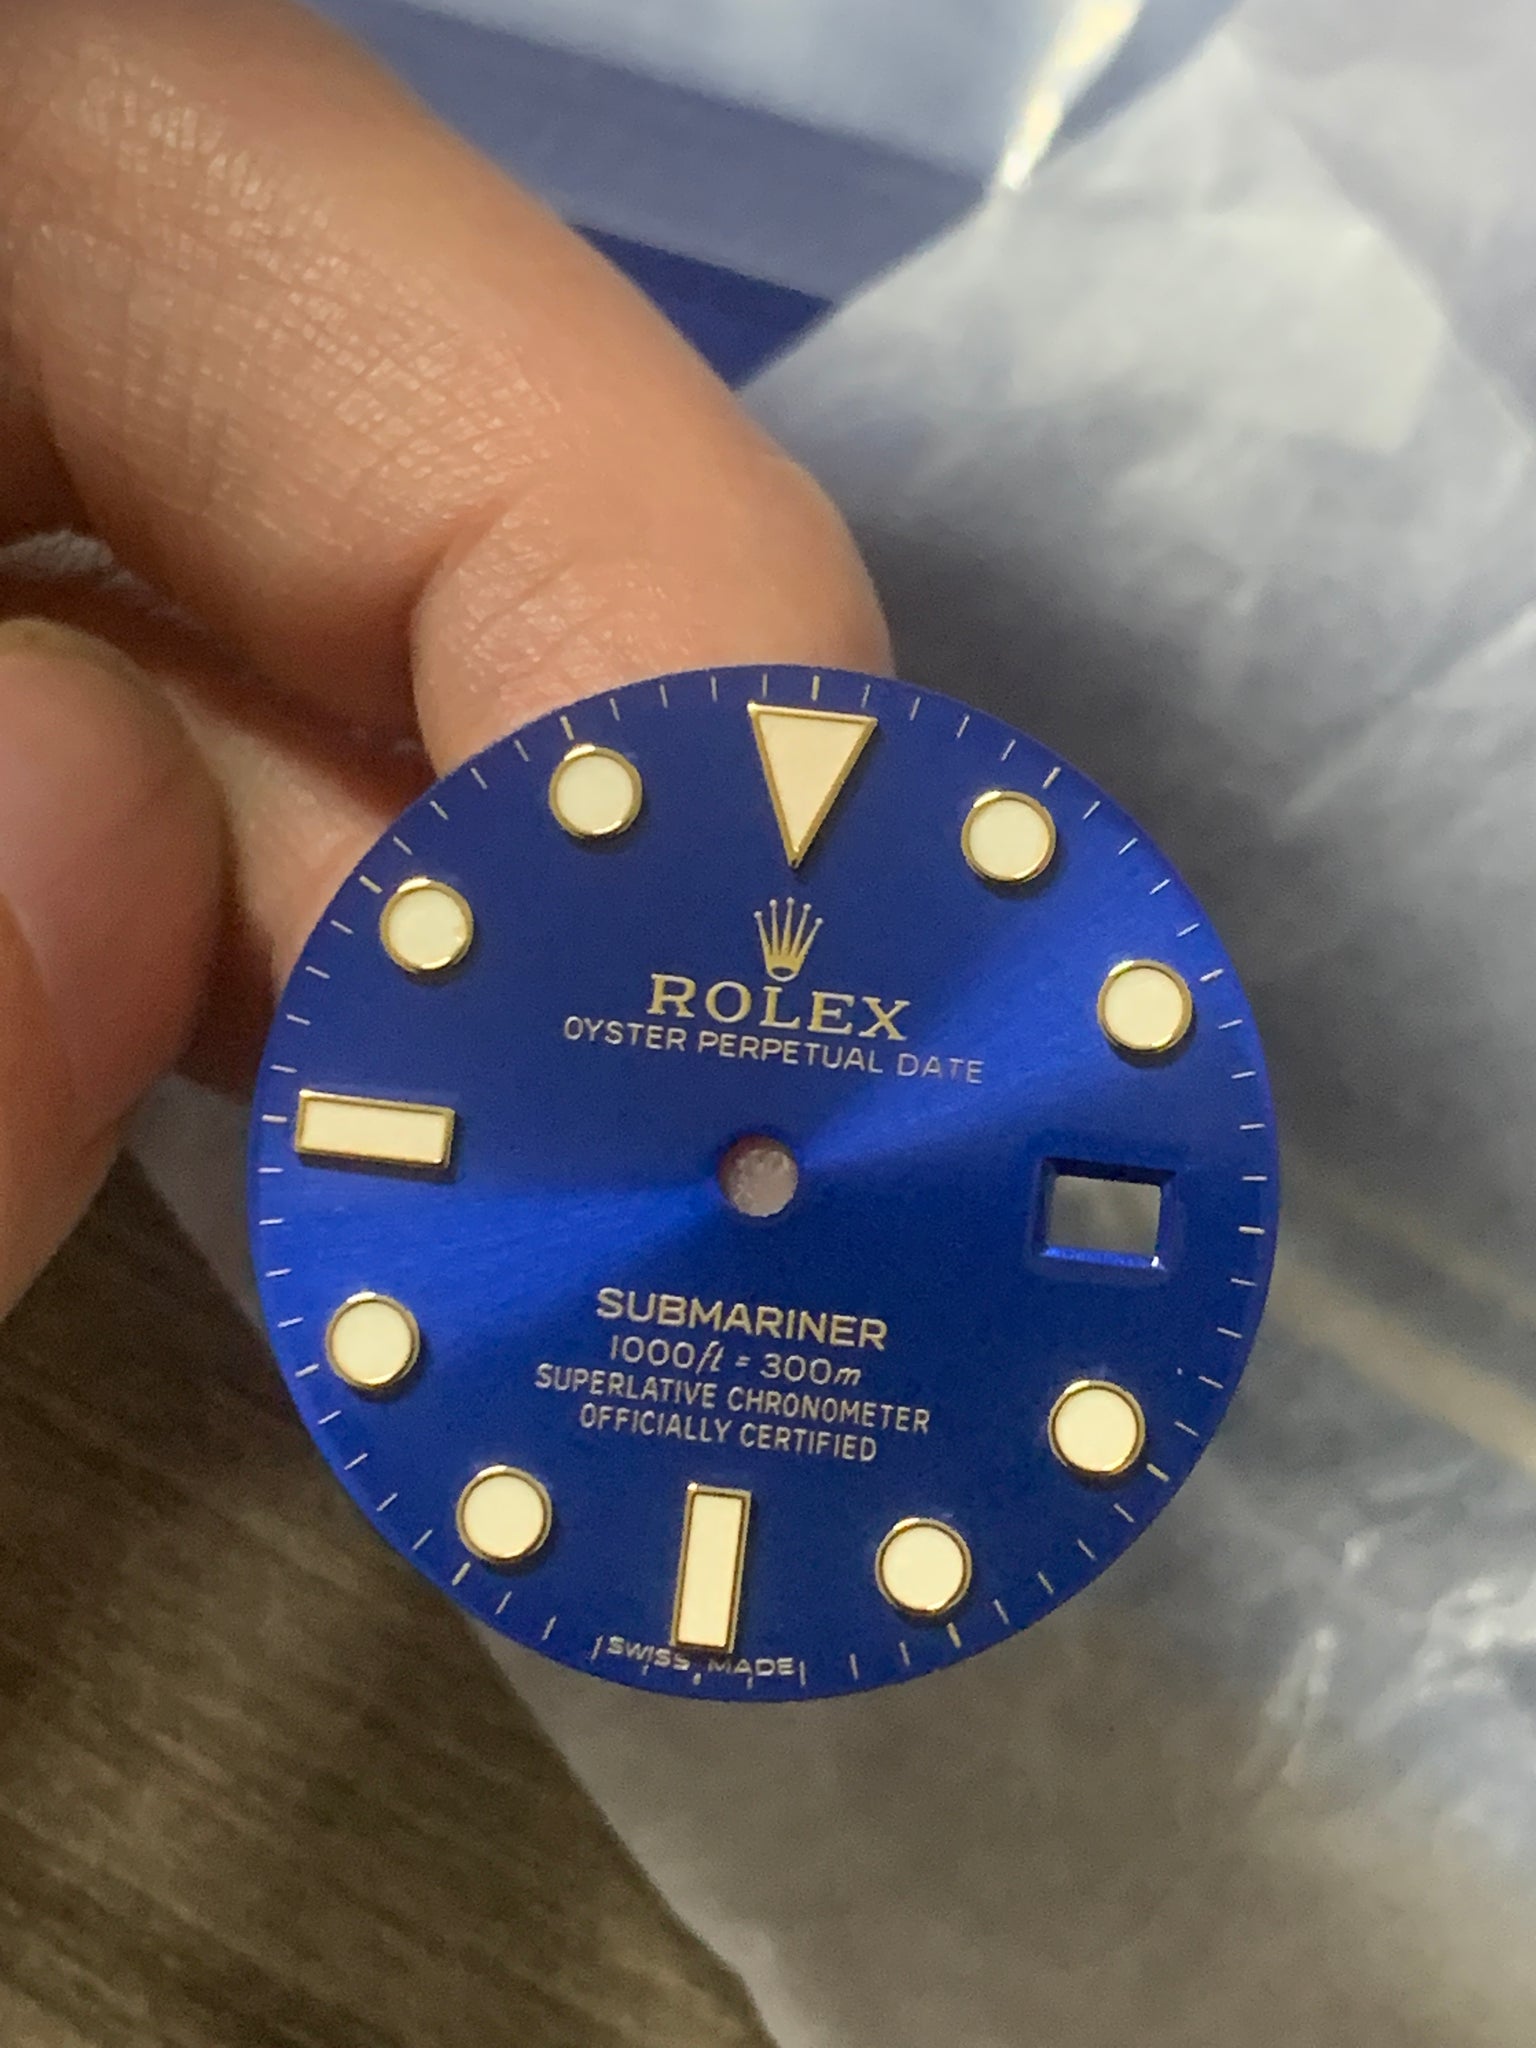 ROLEX
OYSTER PERPETUAL DATE
SUBMARINER
1000ft = 300m
SUPERLATIVE CHRONOMETER
OFFICIALLY CERTIFIED
SWISS MADE